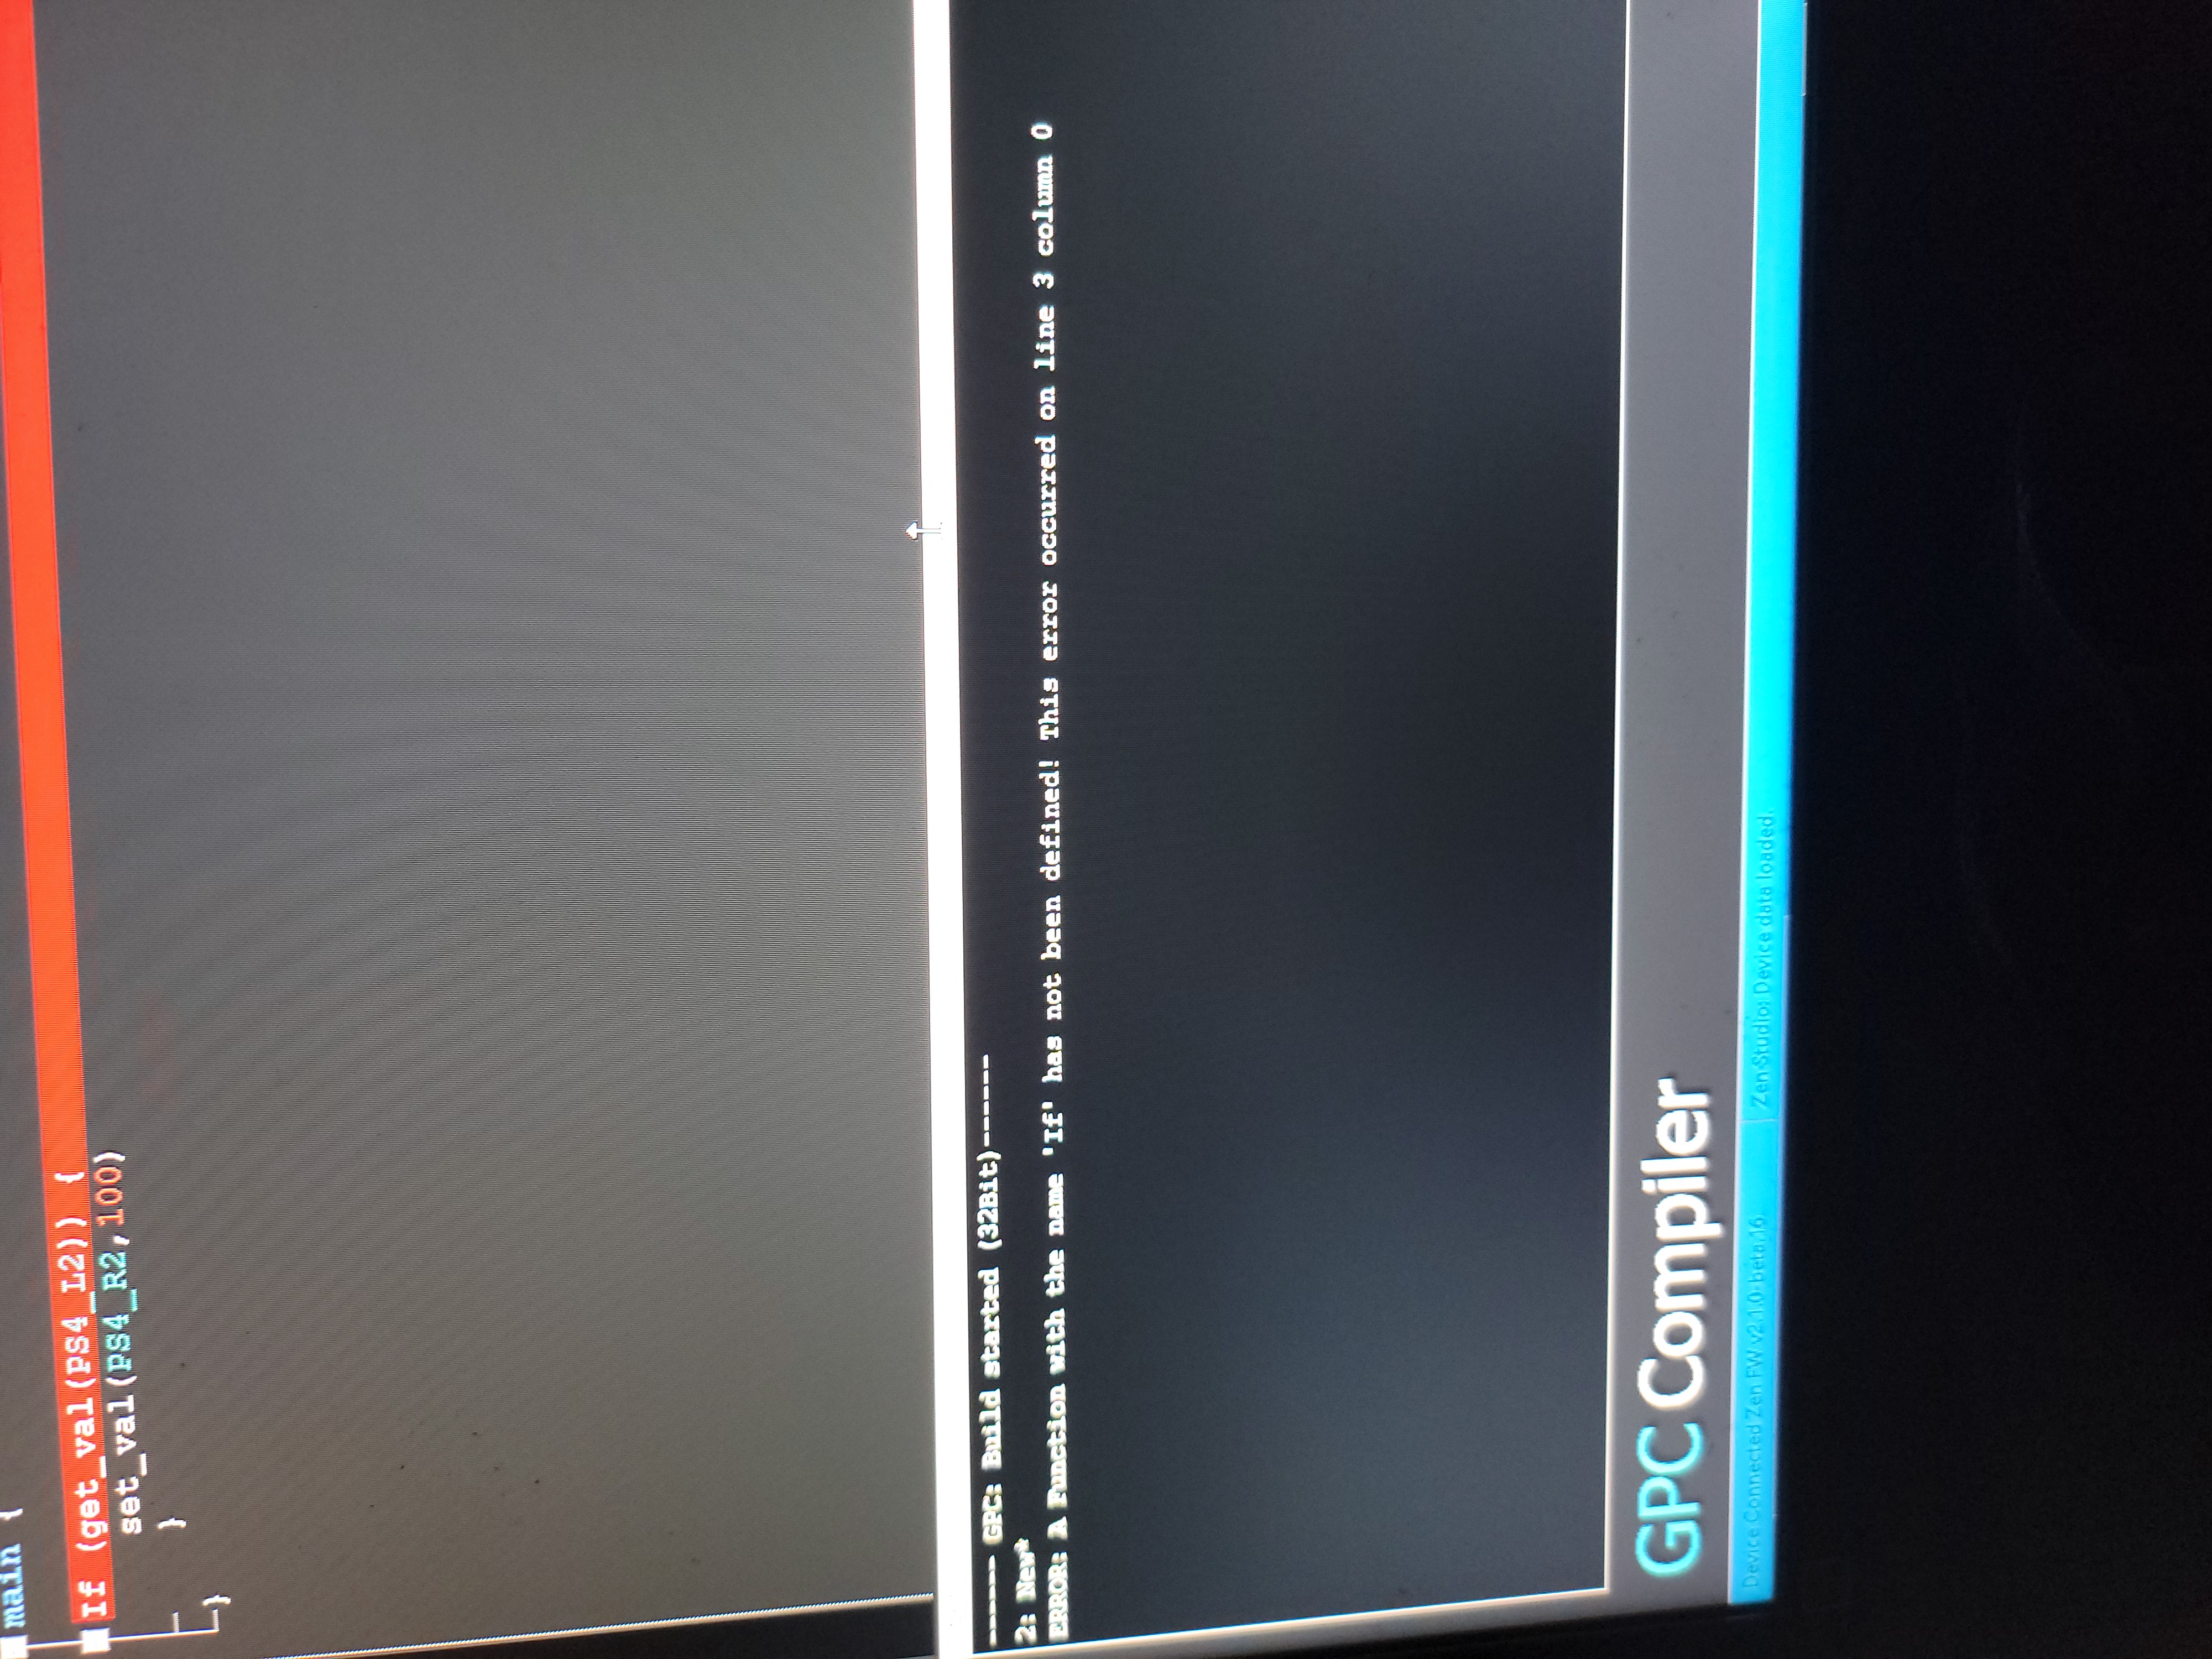 main {
If (get_val(PS4_L2)) {
set_val(PS4_R2,100)
}
}
------ GPC: Build started (32Bit)------
2: New*
ERROR: A Function with the name 'If' has not been defined! This error occurred on line 3 column 0
GPC Compiler
Device Connected Zen FW v2.1.0-beta.16
Zen Studio: Device data loaded.